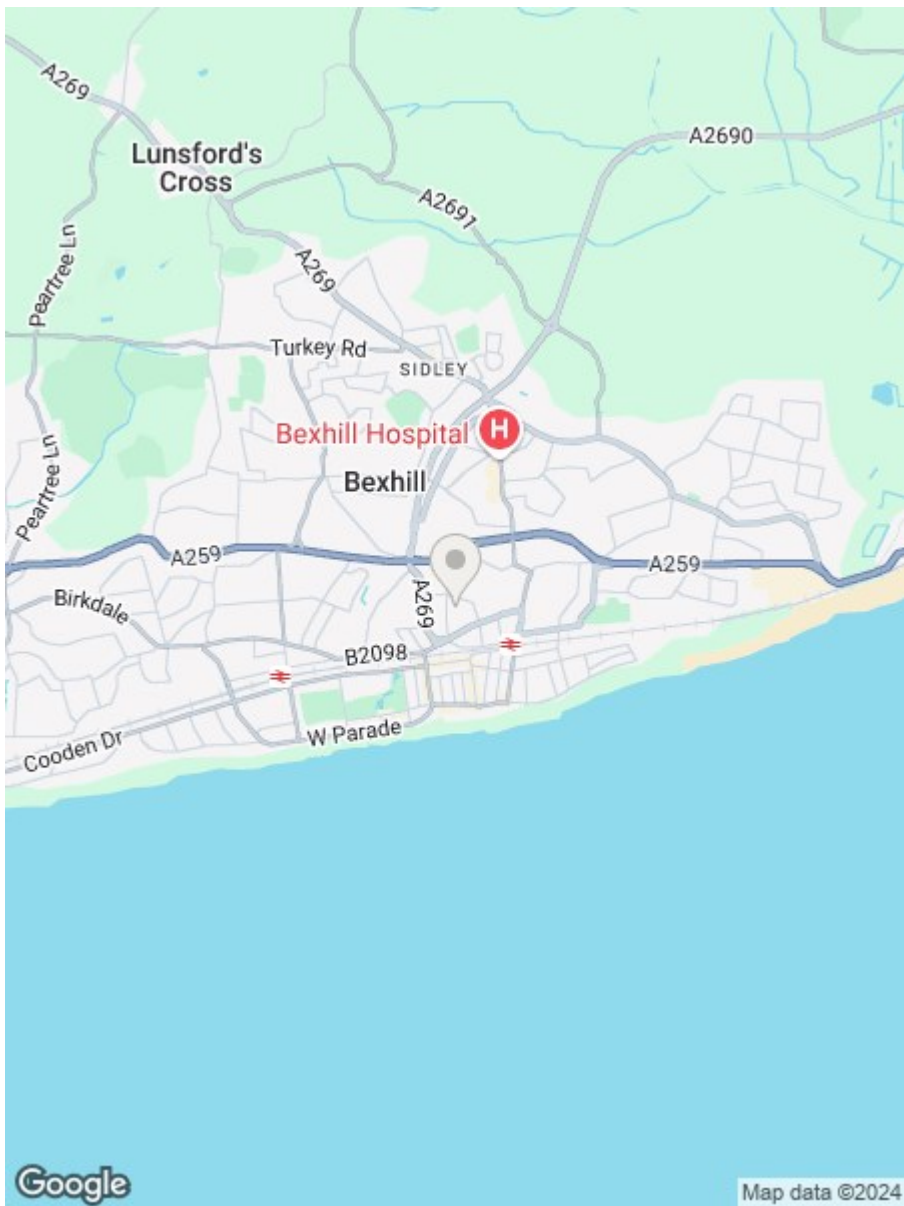 A269
A2690
Lunsford's
Cross
A2691
A269
Peartree Ln
Turkey Rd
SIDLEY
Bexhill Hospital
H
Bexhill
Peartree Ln
A259
A259
Birkdale
A269
B2098
W Parade
Cooden Dr
Google
Map data ©2024